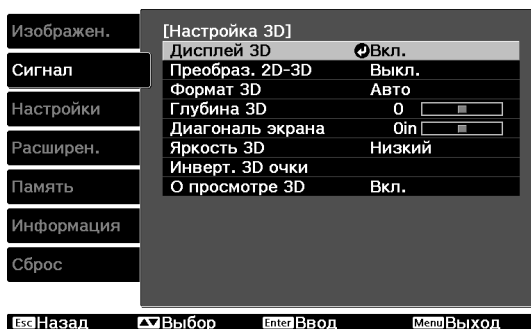 Изображен.
Сигнал
Настройки
Расширен.
Память
Информация
Сброс
[Настройка 3D]
Дисплей 3D Вкл.
Преобраз. 2D-3D Выкл.
Формат 3D Авто
Глубина 3D 0
Диагональ экрана 0in
Яркость 3D Низкий
Инверт. 3D очки
О просмотре 3D Вкл.
Esc Назад Выбор Enter Ввод Menu Выход